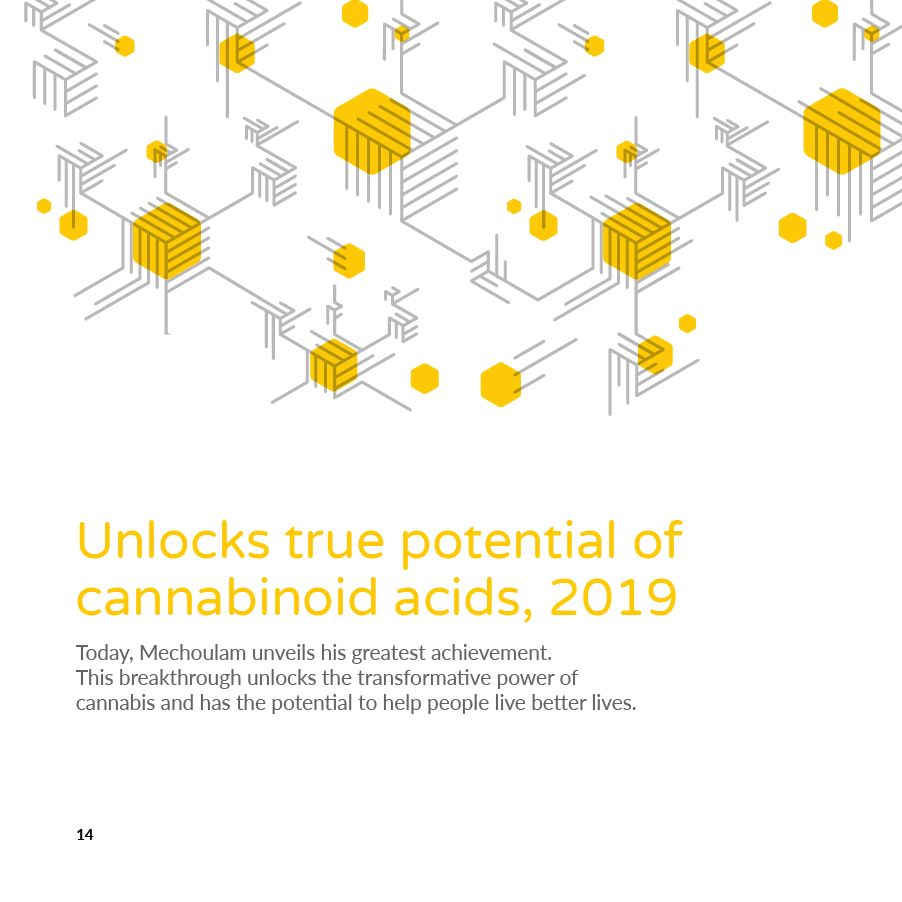 Unlocks true potential of
cannabinoid acids, 2019
Today, Mechoulam unveils his greatest achievement.
This breakthrough unlocks the transformative power of
cannabis and has the potential to help people live better lives.
14